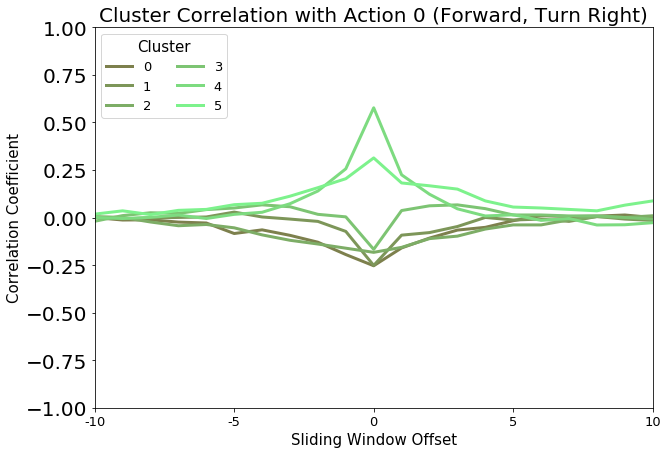 Cluster Correlation with Action 0 (Forward, Turn Right)
Cluster
0 3
1 4
2 5
1.00
0.75
0.50
0.25
0.00
−0.25
−0.50
−0.75
−1.00
Correlation Coefficient
-10 -5 0 5 10
Sliding Window Offset